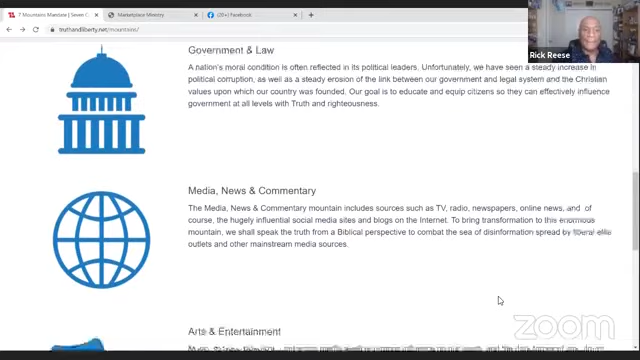 7 Mountains Mandate | Seven C
Marketplace Ministry
(20+) Facebook
truthandliberty.net/mountains/
Rick Reese
Government & Law
A nation's moral condition is often reflected in its political leaders. Unfortunately, we have seen a steady increase in
political corruption, as well as a steady erosion of the link between our government and legal system and the Christian
values upon which our country was founded. Our goal is to educate and equip citizens so they can effectively influence
government at all levels with Truth and righteousness.
Media, News & Commentary
The Media, News & Commentary mountain includes sources such as TV, radio, newspapers, online news, and of
course, the hugely influential social media sites and blogs on the Internet. To bring transformation to this enormous
mountain, we shall speak the truth from a Biblical perspective to combat the sea of disinformation spread by liberal elite
outlets and other mainstream media sources.
zoom
Arts & Entertainment